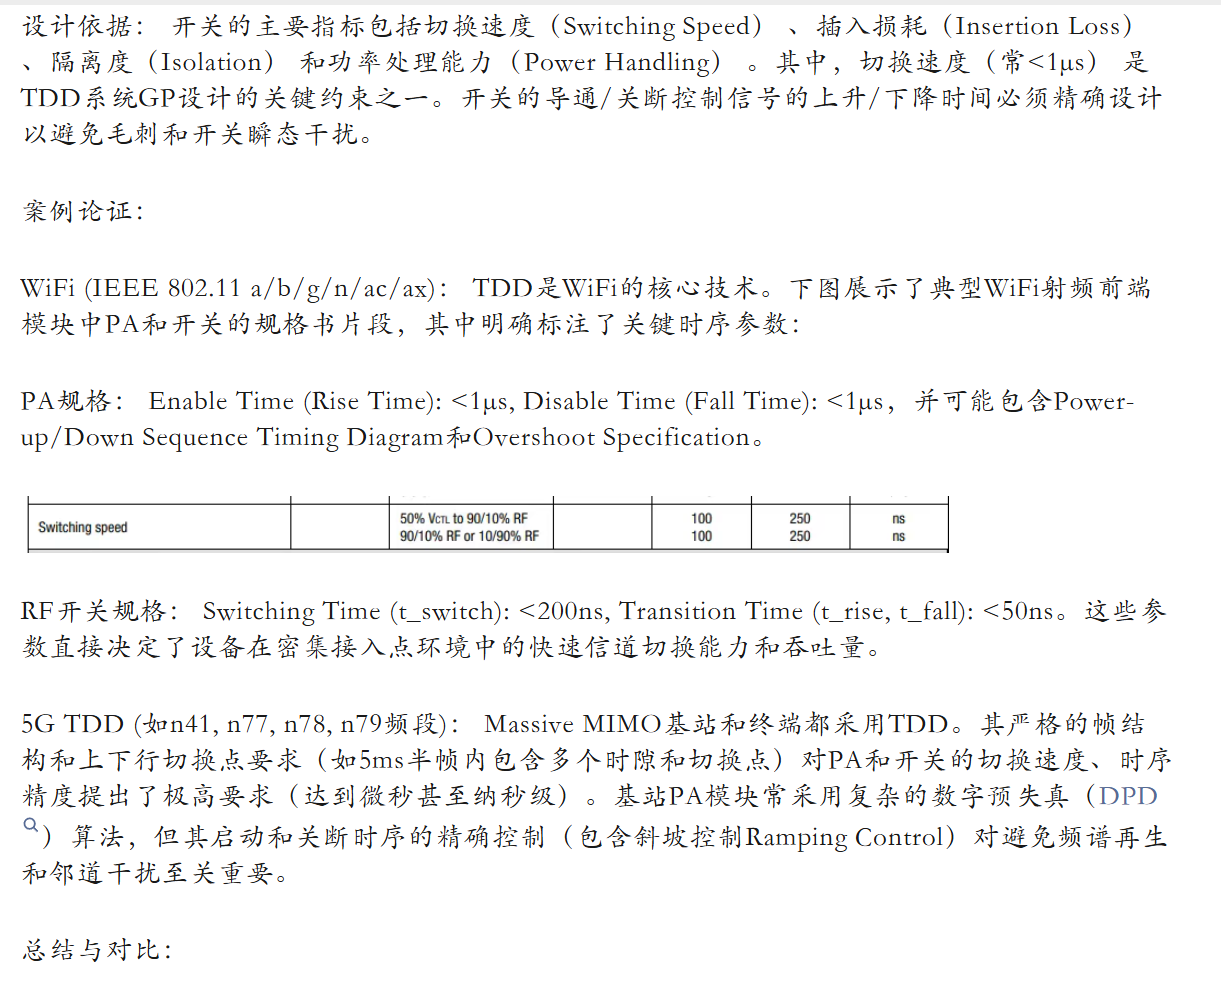 设计依据： 开关的主要指标包括切换速度（Switching Speed） 、插入损耗（Insertion Loss）
、隔离度（Isolation） 和功率处理能力（Power Handling） 。其中，切换速度（常<1μs） 是
TDD系统GP设计的关键约束之一。开关的导通/关断控制信号的上升/下降时间必须精确设计
以避免毛刺和开关瞬态干扰。
案例论证：
WiFi (IEEE 802.11 a/b/g/n/ac/ax)： TDD是WiFi的核心技术。下图展示了典型WiFi射频前端
模块中PA和开关的规格书片段，其中明确标注了关键时序参数：
PA规格： Enable Time (Rise Time): <1μs, Disable Time (Fall Time): <1μs，并可能包含Power-
up/Down Sequence Timing Diagram和Overshoot Specification。
Switching speed 50% VCTL to 90/10% RF 100 250 ns
90/10% RF or 10/90% RF 100 250 ns
RF开关规格： Switching Time (t_switch): <200ns, Transition Time (t_rise, t_fall): <50ns。这些参
数直接决定了设备在密集接入点环境中的快速信道切换能力和吞吐量。
5G TDD (如n41, n77, n78, n79频段)： Massive MIMO基站和终端都采用TDD。其严格的帧结
构和上下行切换点要求（如5ms半帧内包含多个时隙和切换点）对PA和开关的切换速度、时序
精度提出了极高要求（达到微秒甚至纳秒级）。基站PA模块常采用复杂的数字预失真（DPD
）算法，但其启动和关断时序的精确控制（包含斜坡控制Ramping Control）对避免频谱再生
和邻道干扰至关重要。
总结与对比：